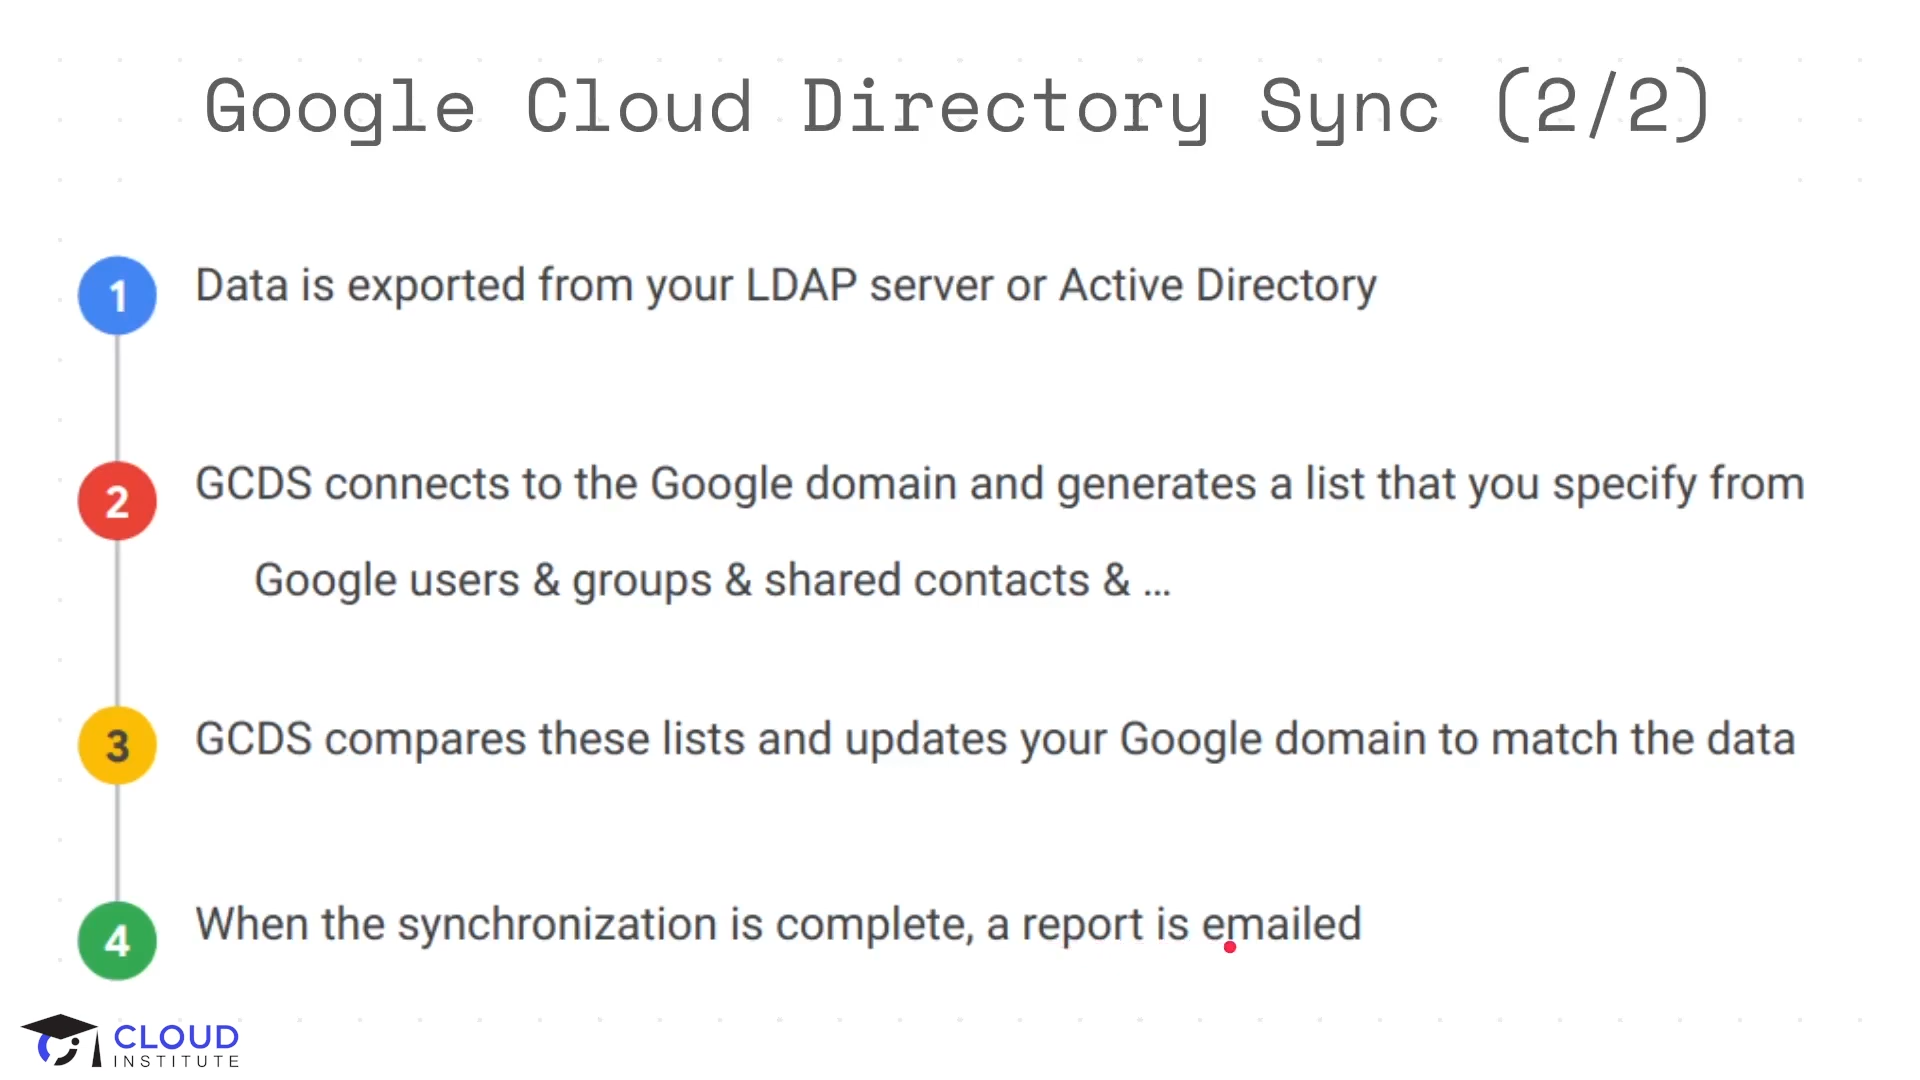 Google Cloud Directory Sync (2/2)
1 Data is exported from your LDAP server or Active Directory
2 GCDS connects to the Google domain and generates a list that you specify from
Google users & groups & shared contacts & ...
3 GCDS compares these lists and updates your Google domain to match the data
4 When the synchronization is complete, a report is emailed
CLOUD
INSTITUTE